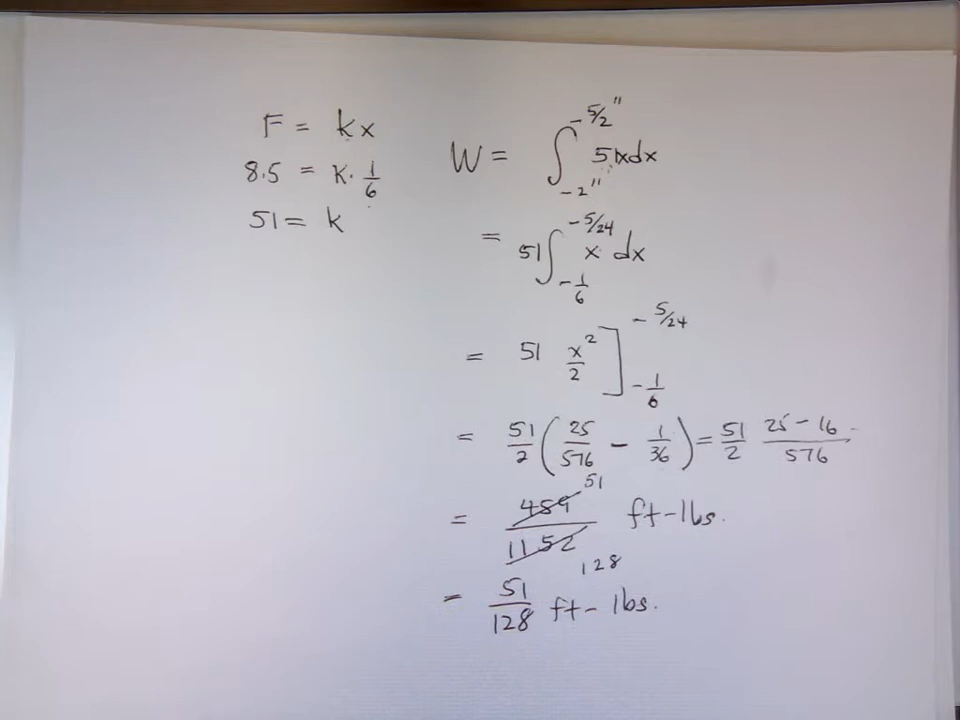 F = kx
8.5 = k · 1/6
51 = k
W = ∫_{-2"}^{-5/2"} 51x dx
= 51 ∫_{-1/6}^{-5/24} x dx
= 51 x²/2 ]_{-1/6}^{-5/24}
= 51/2 ( 25/576 - 1/36 ) = 51/2 25 - 16/576
= 459/1152 51/128 ft-lbs.
= 51/128 ft-lbs.